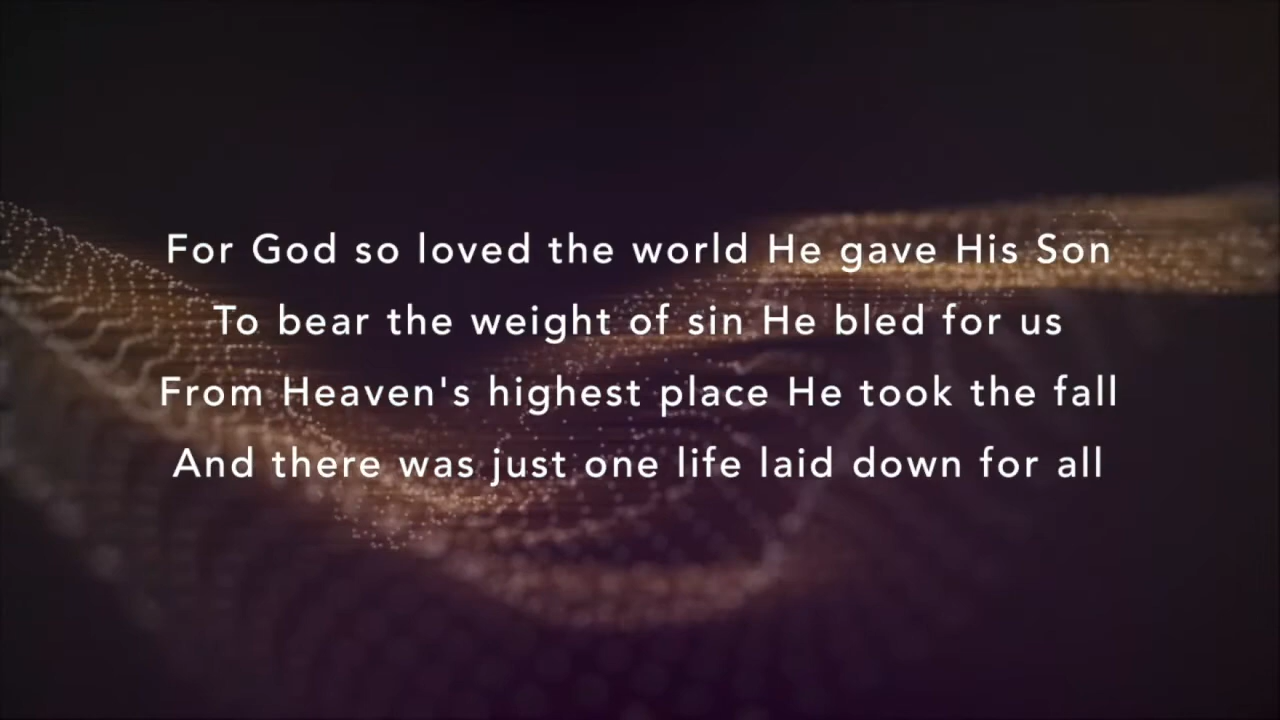 For God so loved the world He gave His Son
To bear the weight of sin He bled for us
From Heaven's highest place He took the fall
And there was just one life laid down for all